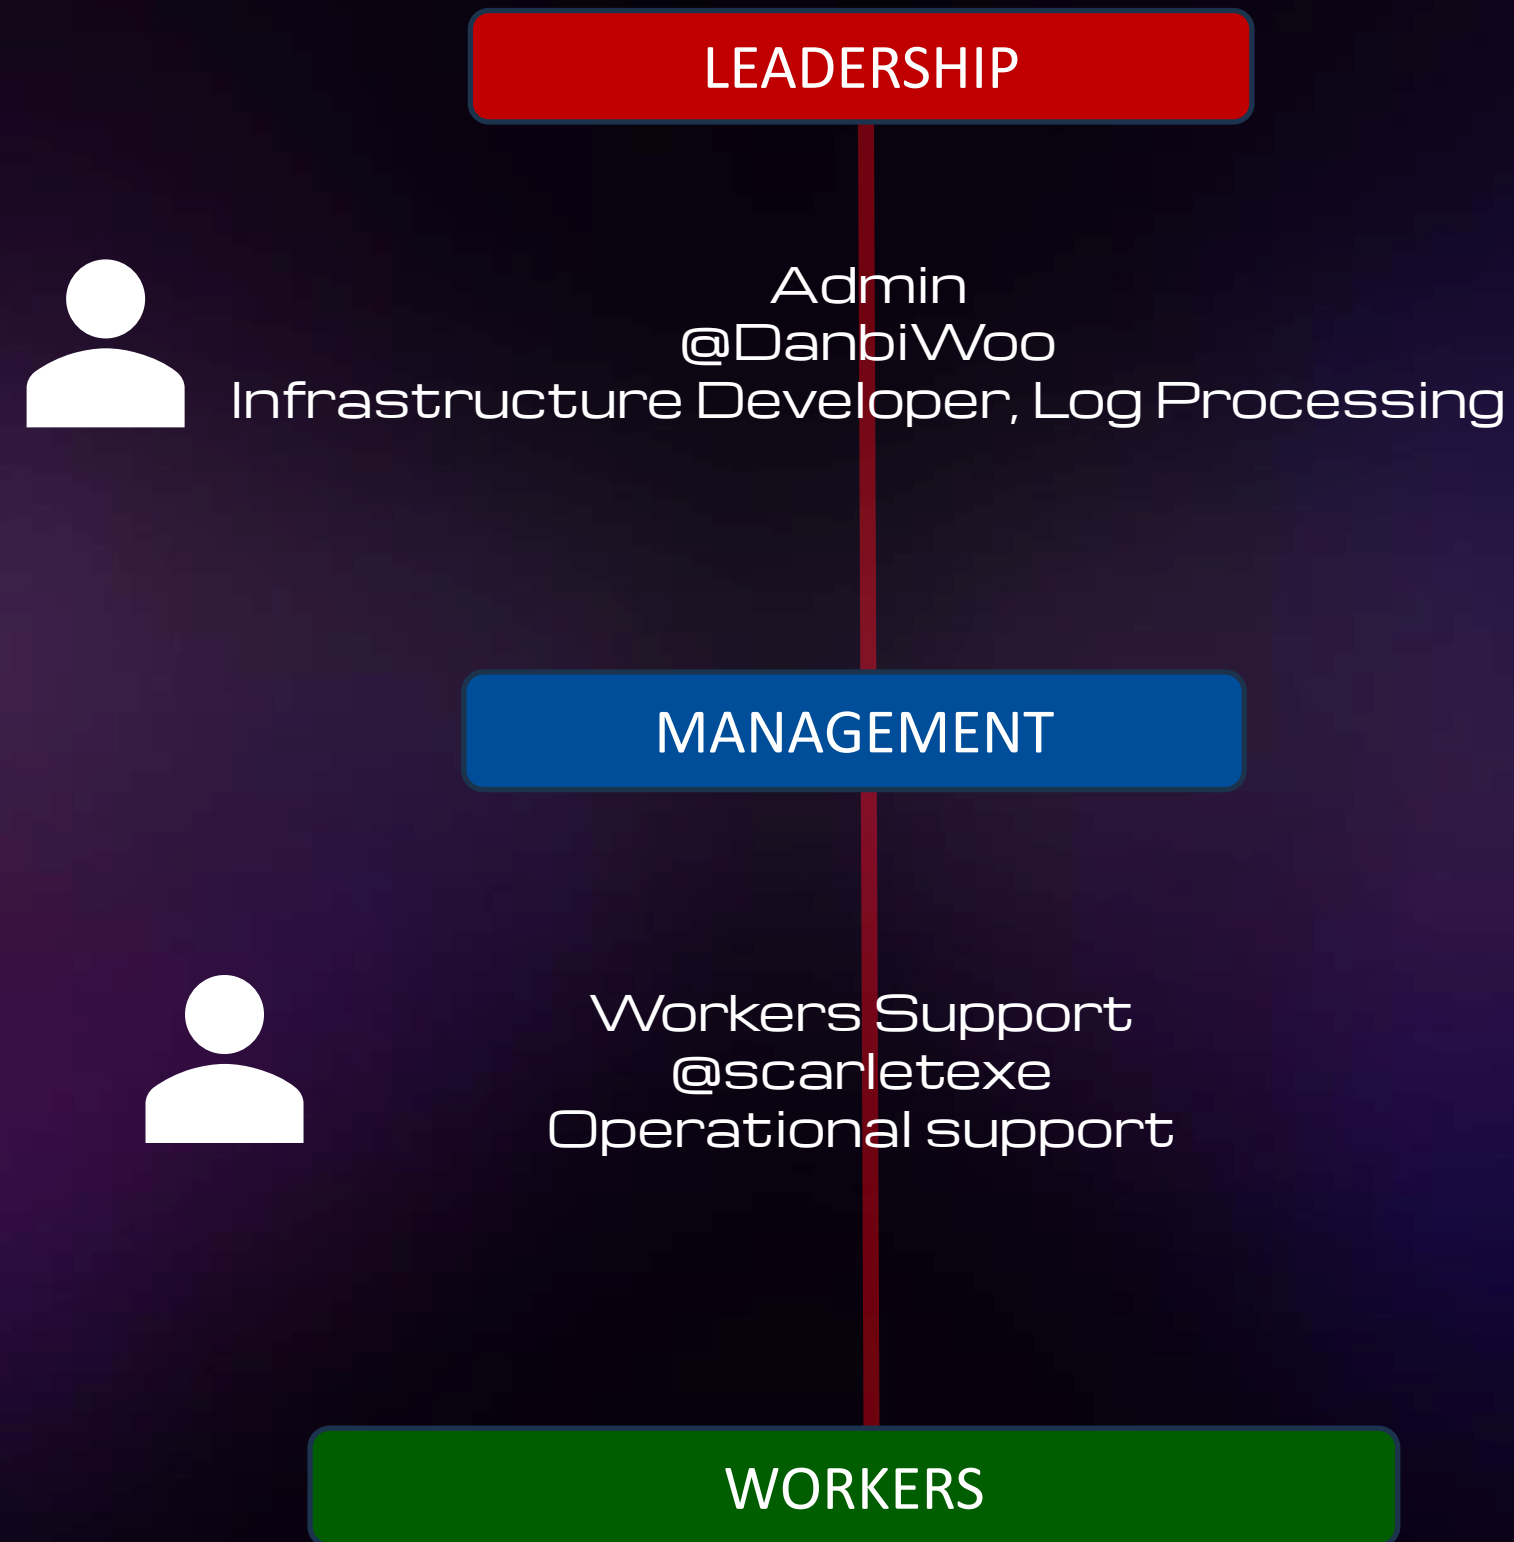 LEADERSHIP
Admin
@DanbiWoo
Infrastructure Developer, Log Processing
MANAGEMENT
Workers Support
@scarletexe
Operational support
WORKERS